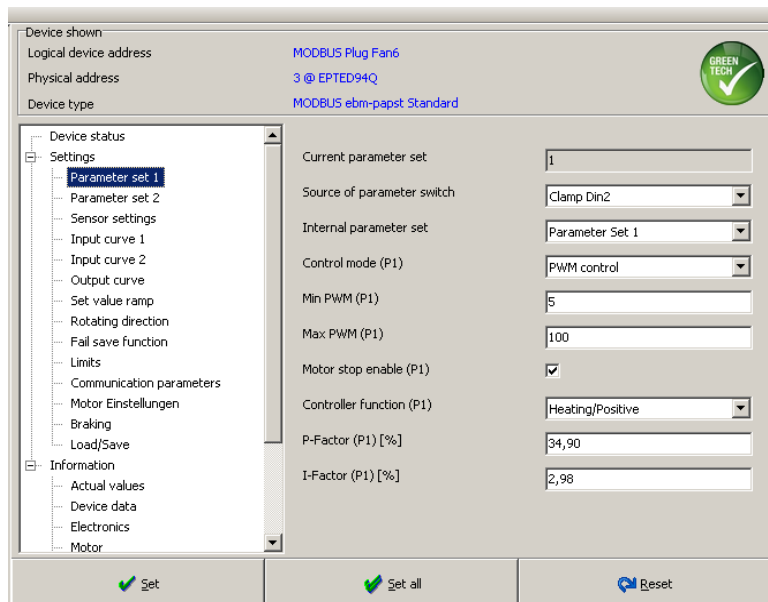 Device shown
Logical device address MODBUS Plug Fan6
Physical address 3 @ EPTED94Q
Device type MODBUS ebm-papst Standard
GREEN
TECH
Device status
Settings
Parameter set 1
Parameter set 2
Sensor settings
Input curve 1
Input curve 2
Output curve
Set value ramp
Rotating direction
Fail save function
Limits
Communication parameters
Motor Einstellungen
Braking
Load/Save
Information
Actual values
Device data
Electronics
Motor
Current parameter set 1
Source of parameter switch Clamp Din2
Internal parameter set Parameter Set 1
Control mode (P1) PWM control
Min PWM (P1) 5
Max PWM (P1) 100
Motor stop enable (P1)
Controller function (P1) Heating/Positive
P-Factor (P1) [%] 34,90
I-Factor (P1) [%] 2,98
Set Set all Reset